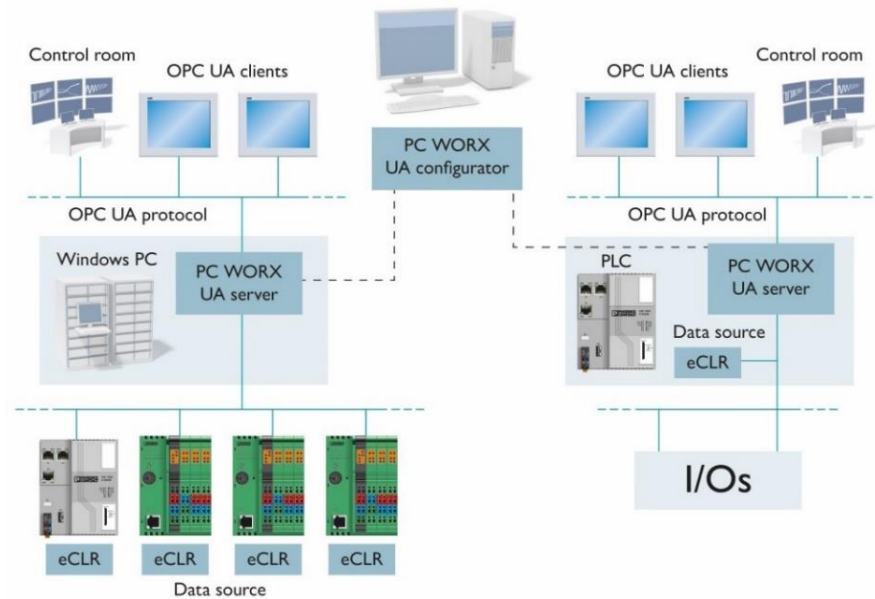 Control room
OPC UA clients
PC WORX
UA configurator
OPC UA clients
Control room
OPC UA protocol
OPC UA protocol
Windows PC
PC WORX
UA server
PLC
PC WORX
UA server
Data source
eCLR
I/Os
eCLR
eCLR
eCLR
eCLR
Data source